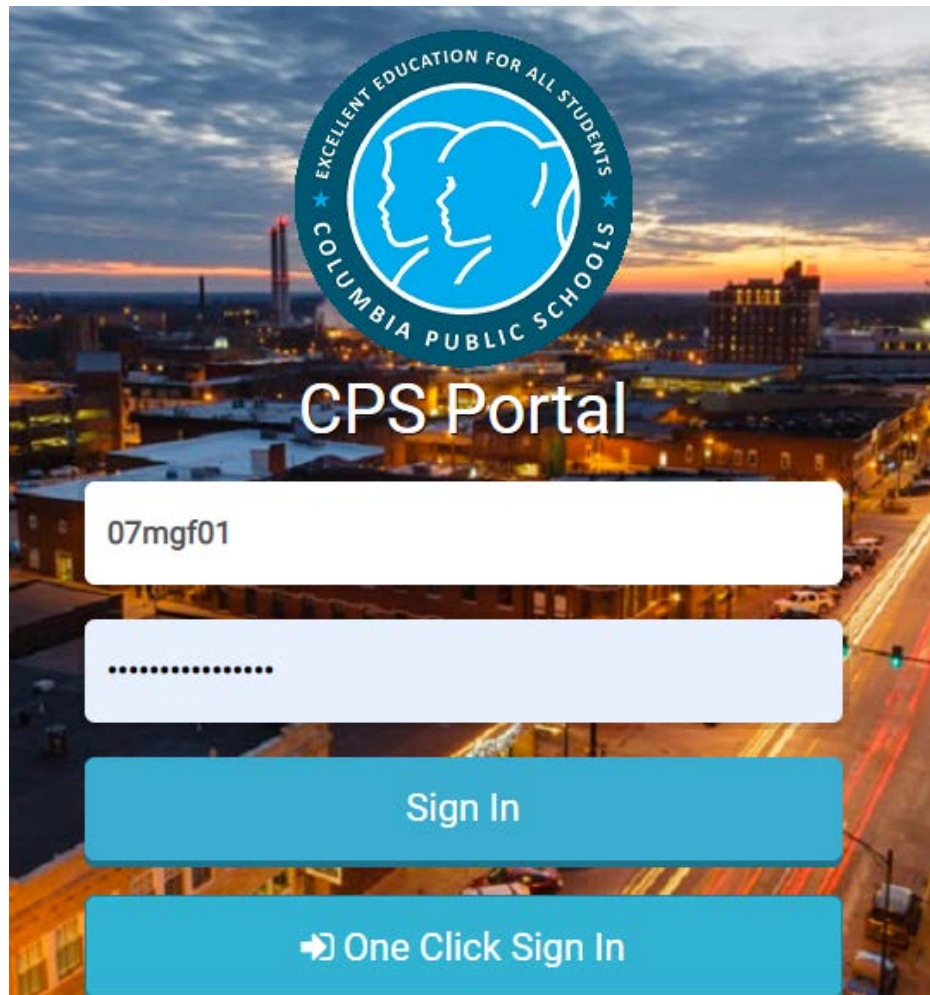 EXCELLENT EDUCATION FOR ALL STUDENTS
COLUMBIA PUBLIC SCHOOLS
CPS Portal
07mgf01
••••••••••••••••
Sign In
One Click Sign In